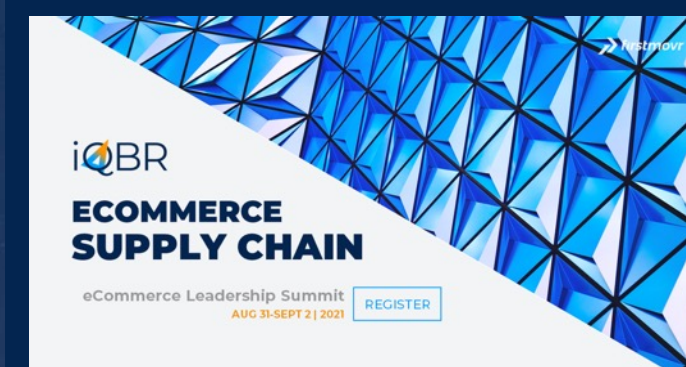 firstmovr
iQBR
ECOMMERCE
SUPPLY CHAIN
eCommerce Leadership Summit
AUG 31-SEPT 2 | 2021
REGISTER